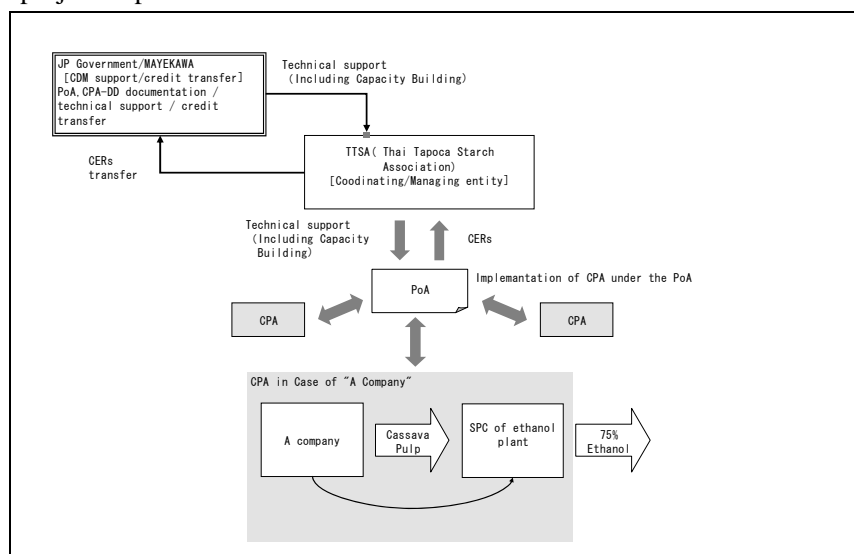 JP Government/MAYEKAWA
[CDM support/credit transfer]
PoA,CPA-DD documentation /
technical support / credit
transfer
Technical support
(Including Capacity Building)
CERs
transfer
TTSA( Thai Tapoca Starch
Association)
[Coodinating/Managing entity]
Technical support
(Including Capacity
Building)
CERs
Implemantation of CPA under the PoA
PoA
CPA
CPA
CPA in Case of "A Company"
A company
Cassava
Pulp
SPC of ethanol
plant
75%
Ethanol